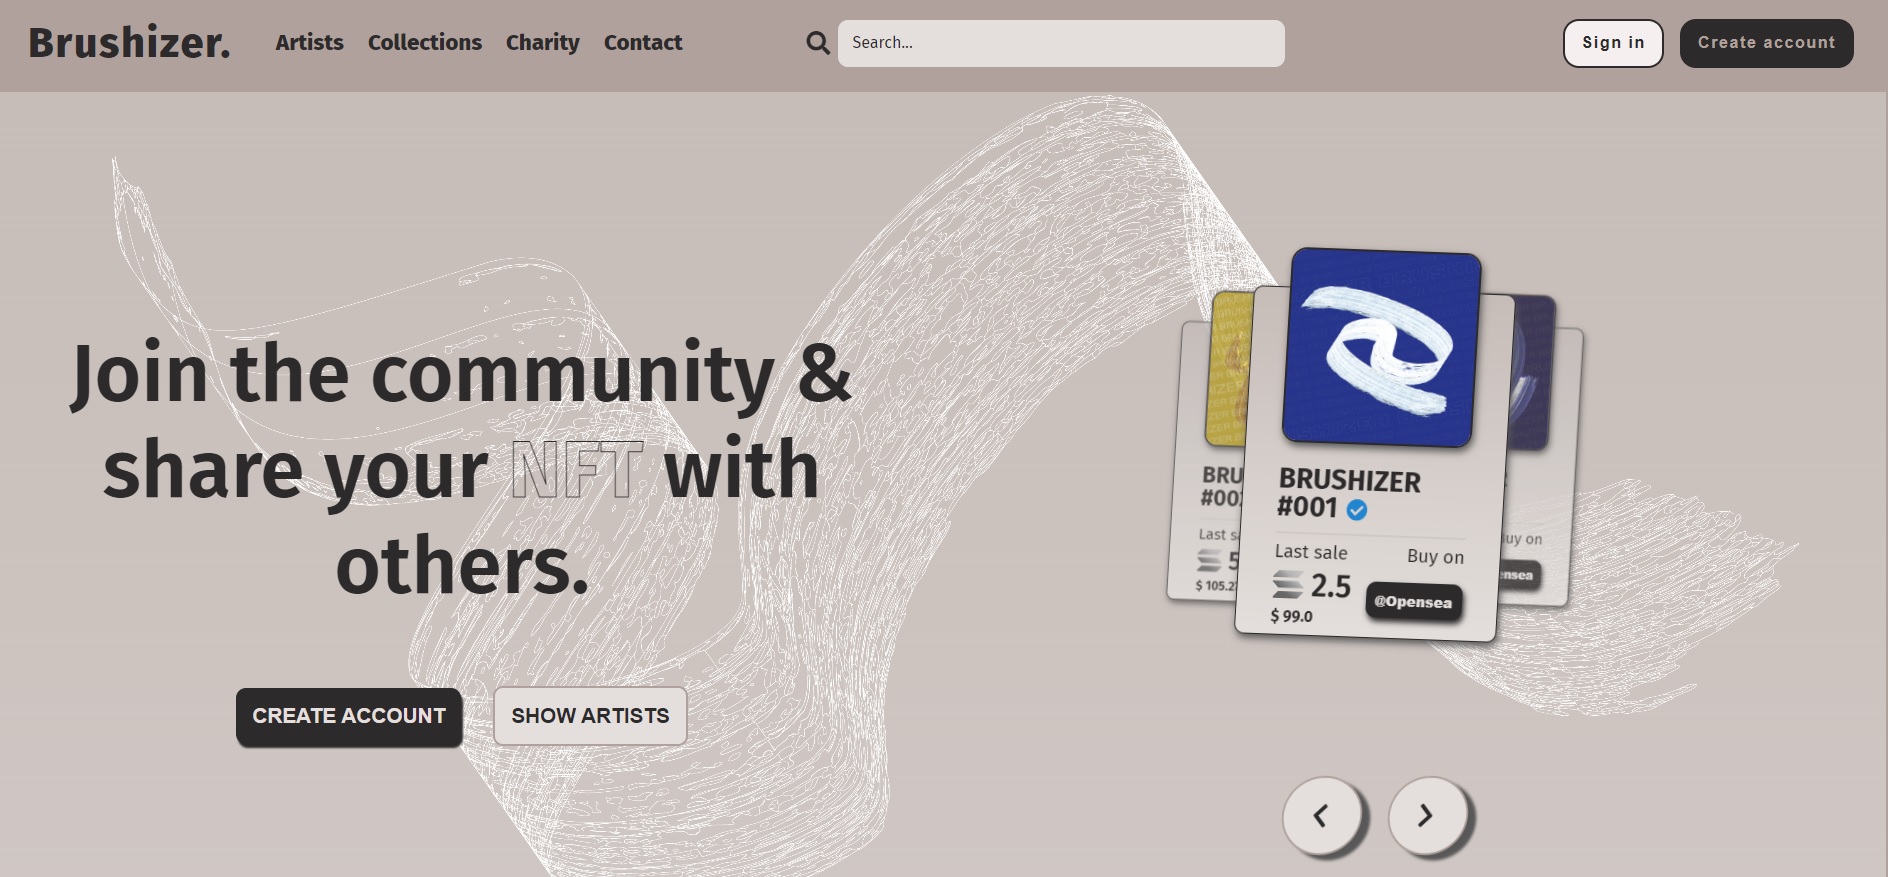 Brushizer.
Artists Collections Charity Contact
Search...
Sign in
Create account
Join the community &
share your NFT with
others.
CREATE ACCOUNT
SHOW ARTISTS
BRUSHIZER
#001
Last sale
Buy on
2.5
@Opensea
$ 99.0
BRU
#00
Last s
5
$ 105.2
uy on
ensea